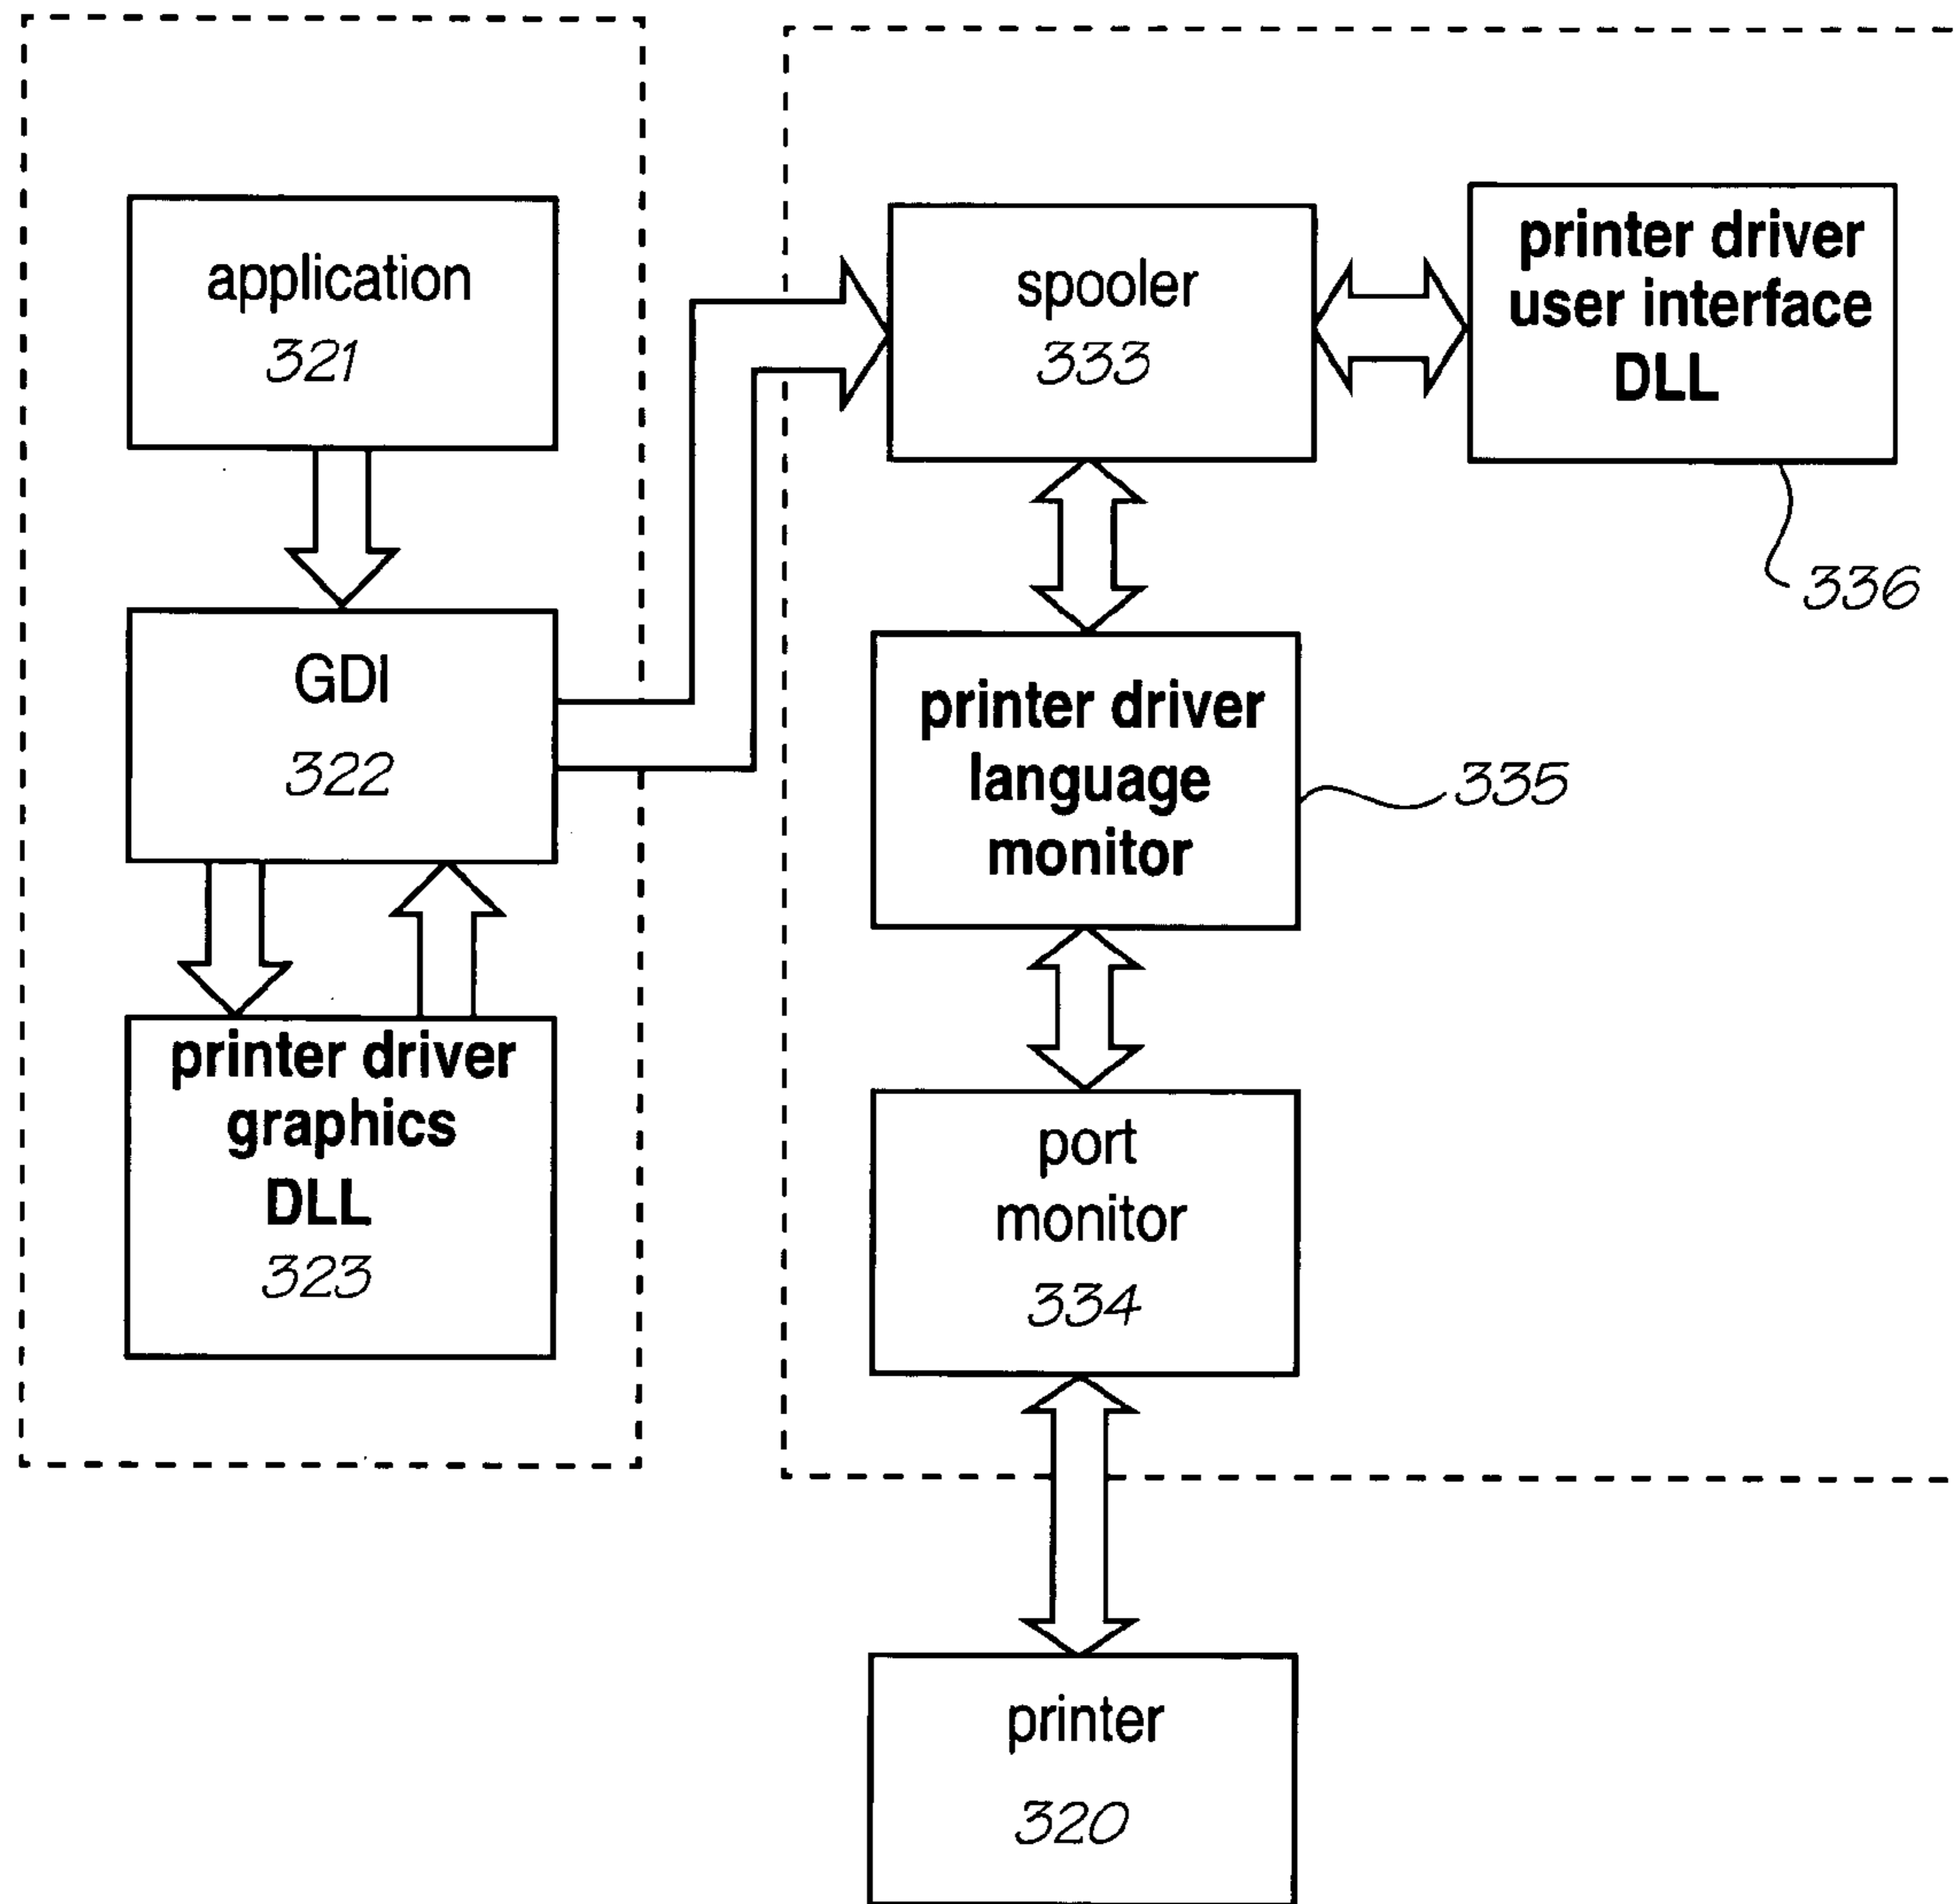 application
321
GDI
322
printer driver
graphics
DLL
323
spooler
333
printer driver
user interface
DLL
336
printer driver
language
monitor
335
port
monitor
334
printer
320